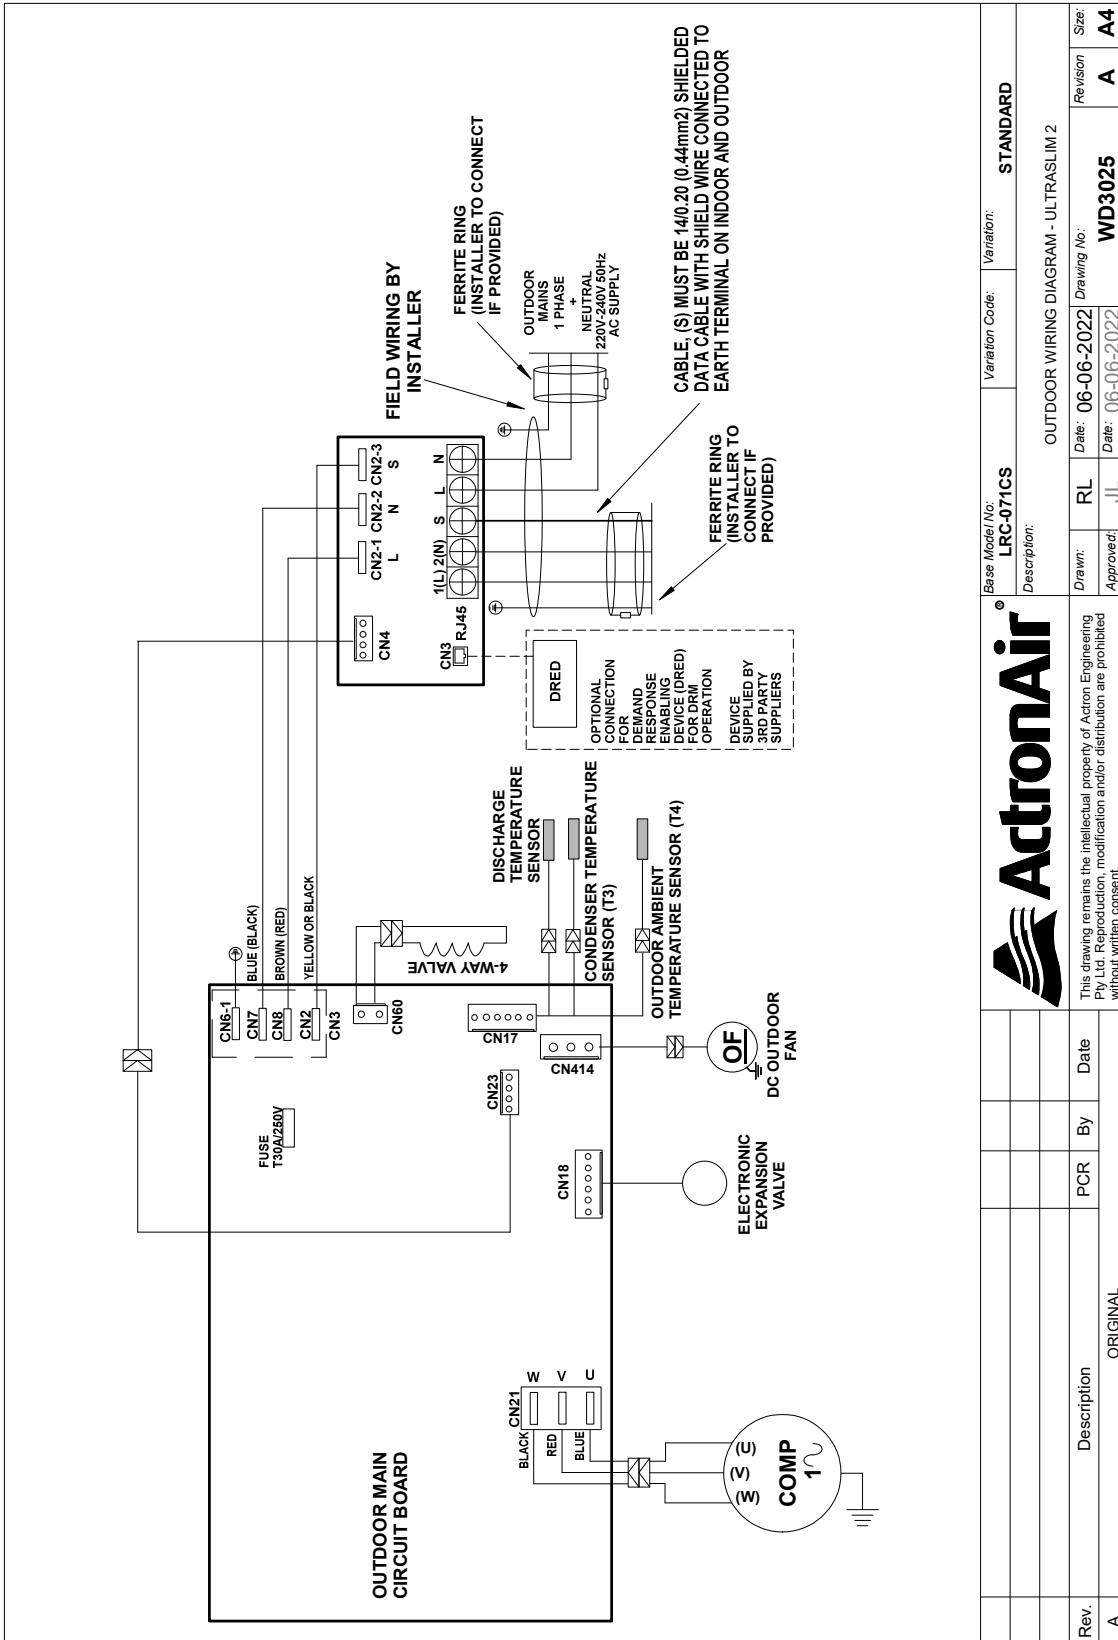 OUTDOOR MAIN
CIRCUIT BOARD
FUSE
T30A/250V
CN6-1
CN7
CN8
CN2
CN3
BLUE (BLACK)
BROWN (RED)
YELLOW OR BLACK
CN60
4-WAY VALVE
CN17
CN23
CN414
CN18
CN21
W
V
U
BLACK
RED
BLUE
(U)
(V)
(W)
COMP
1
ELECTRONIC
EXPANSION
VALVE
OF
DC OUTDOOR
FAN
DISCHARGE
TEMPERATURE
SENSOR
CONDENSER TEMPERATURE
SENSOR (T3)
OUTDOOR AMBIENT
TEMPERATURE SENSOR (T4)
CN4
CN2-1
L
CN2-2
N
CN2-3
S
CN3
RJ45
1(L) 2(N) S L N
DRED
OPTIONAL
CONNECTION
FOR
DEMAND
RESPONSE
ENABLING
DEVICE (DRED)
FOR DRM
OPERATION
DEVICE
SUPPLIED BY
3RD PARTY
SUPPLIERS
FIELD WIRING BY
INSTALLER
FERRITE RING
(INSTALLER TO CONNECT
IF PROVIDED)
OUTDOOR
MAINS
1 PHASE
+
NEUTRAL
220V-240V 50Hz
AC SUPPLY
FERRITE RING
(INSTALLER TO
CONNECT IF
PROVIDED)
CABLE, (S) MUST BE 14/0.20 (0.44mm2) SHIELDED
DATA CABLE WITH SHIELD WIRE CONNECTED TO
EARTH TERMINAL ON INDOOR AND OUTDOOR
Rev. Description PCR By Date
A ORIGINAL
ActronAir®
This drawing remains the intellectual property of Actron Engineering
Pty Ltd. Reproduction, modification and/or distribution are prohibited
without written consent.
Base Model No:
LRC-071CS
Variation Code:
Variation:
STANDARD
Description:
OUTDOOR WIRING DIAGRAM - ULTRASLIM 2
Drawn: RL
Date: 06-06-2022
Approved: JL
Date: 06-06-2022
Drawing No:
WD3025
Revision
A
Size:
A4